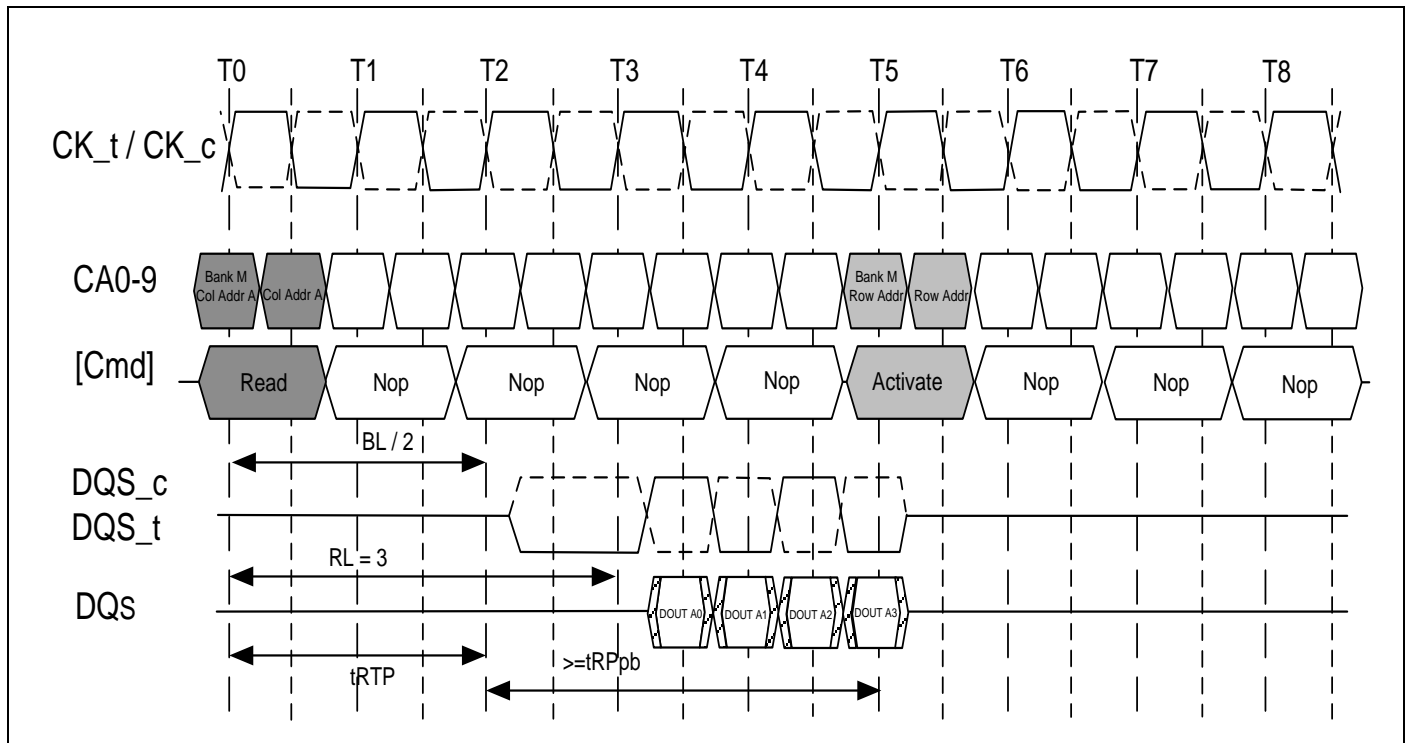 T0 T1 T2 T3 T4 T5 T6 T7 T8
CK_t / CK_c
CA0-9
Bank M
Col Addr A
Col Addr A
Bank M
Row Addr
Row Addr
[Cmd]
Read Nop Nop Nop Nop Activate Nop Nop Nop
BL / 2
DQS_c
DQS_t
RL = 3
DQs
DOUT A0 DOUT A1 DOUT A2 DOUT A3
tRTP
>=tRPpb